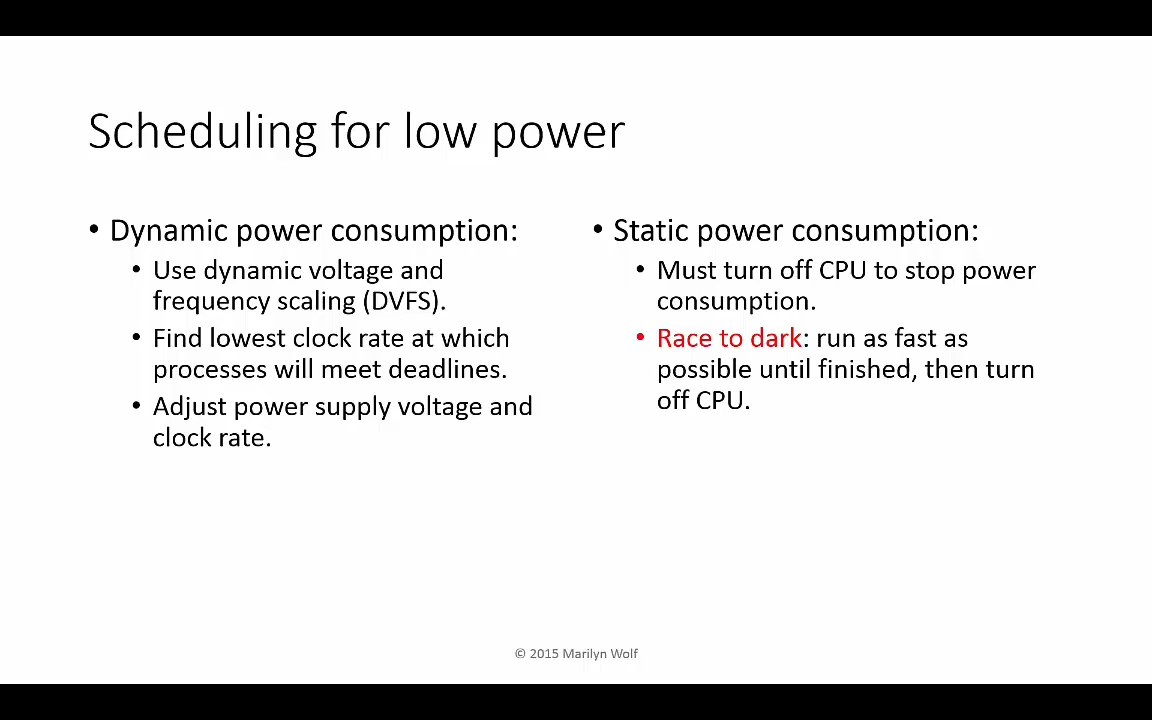 Scheduling for low power
• Dynamic power consumption:
• Use dynamic voltage and
frequency scaling (DVFS).
• Find lowest clock rate at which
processes will meet deadlines.
• Adjust power supply voltage and
clock rate.
• Static power consumption:
• Must turn off CPU to stop power
consumption.
• Race to dark: run as fast as
possible until finished, then turn
off CPU.
© 2015 Marilyn Wolf